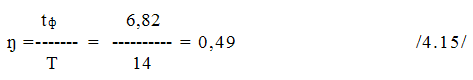 tф 6,82
ŋ =------- = ---------- = 0,49 /4.15/
T 14